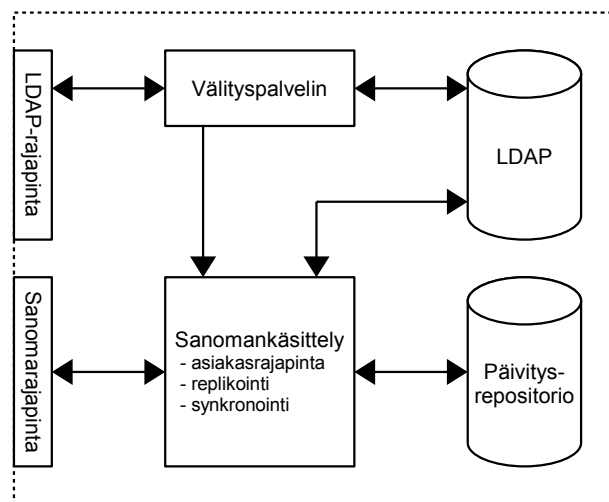 LDAP-rajapinta
Välityspalvelin
LDAP
Sanomarajapinta
Sanomankäsittely
- asiakasrajapinta
- replikointi
- synkronointi
Päivitys-
repositorio